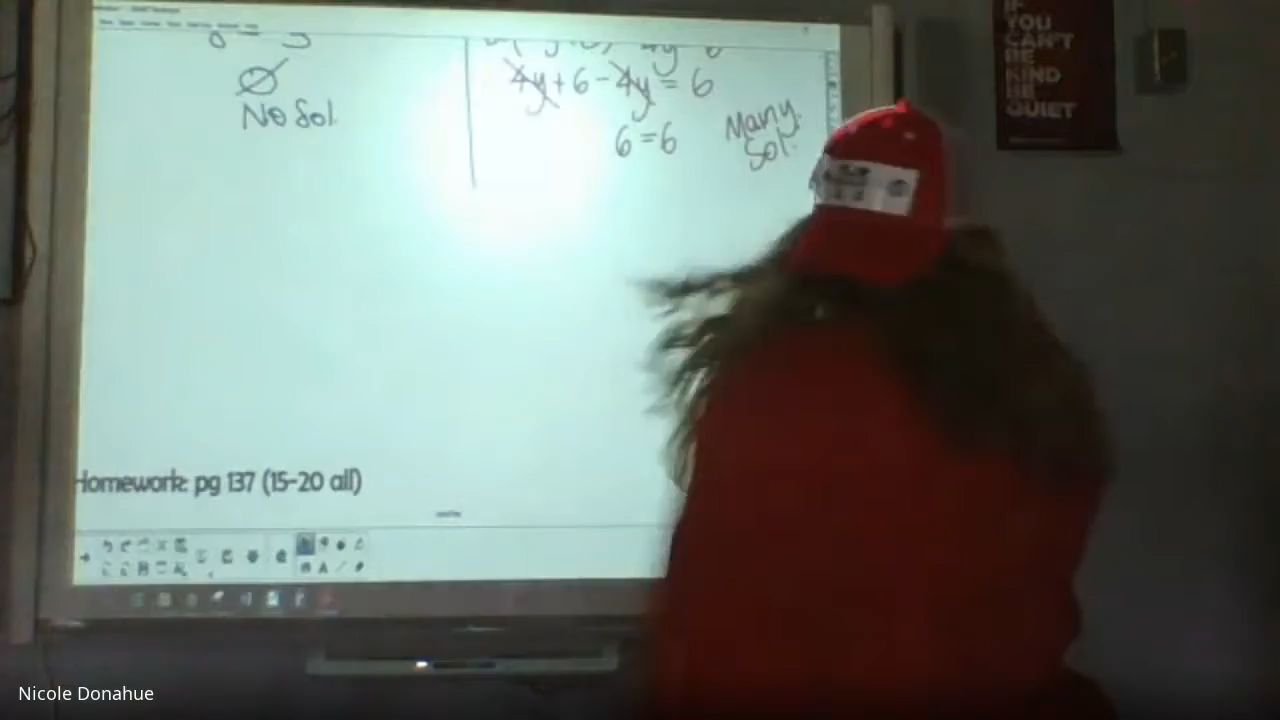 Ø
No Sol.
4y + 6 - 4y = 6
6 = 6
Many
Sol.
Homework: pg 137 (15-20 all)
IF
YOU
CAN'T
BE
KIND
BE
QUIET
Nicole Donahue